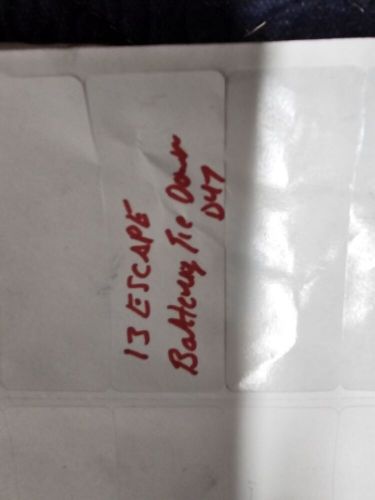 13 ESCAPE
Battery Tie Down
D47